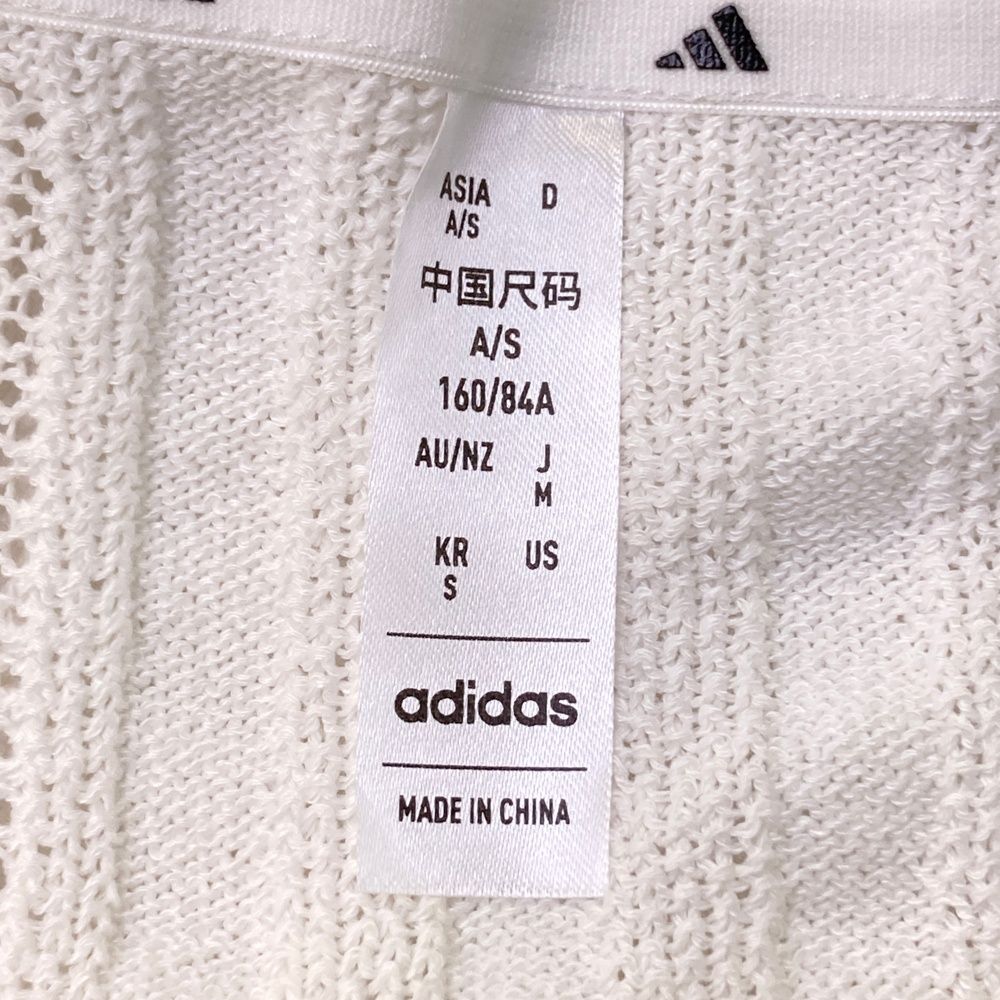 ASIA D
A/S
中国尺码
A/S
160/84A
AU/NZ J
M
KR US
S
adidas
MADE IN CHINA